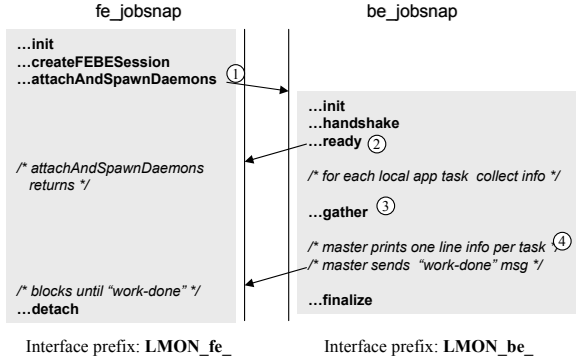 fe_jobsnap
be_jobsnap
…init
…createFEBESession
…attachAndSpawnDaemons
1
…init
…handshake
…ready 2
/* attachAndSpawnDaemons
returns */
/* for each local app task collect info */
…gather 3
/* master prints one line info per task */ 4
/* master sends "work-done" msg */
/* blocks until "work-done" */
…detach
…finalize
Interface prefix: LMON_fe_
Interface prefix: LMON_be_